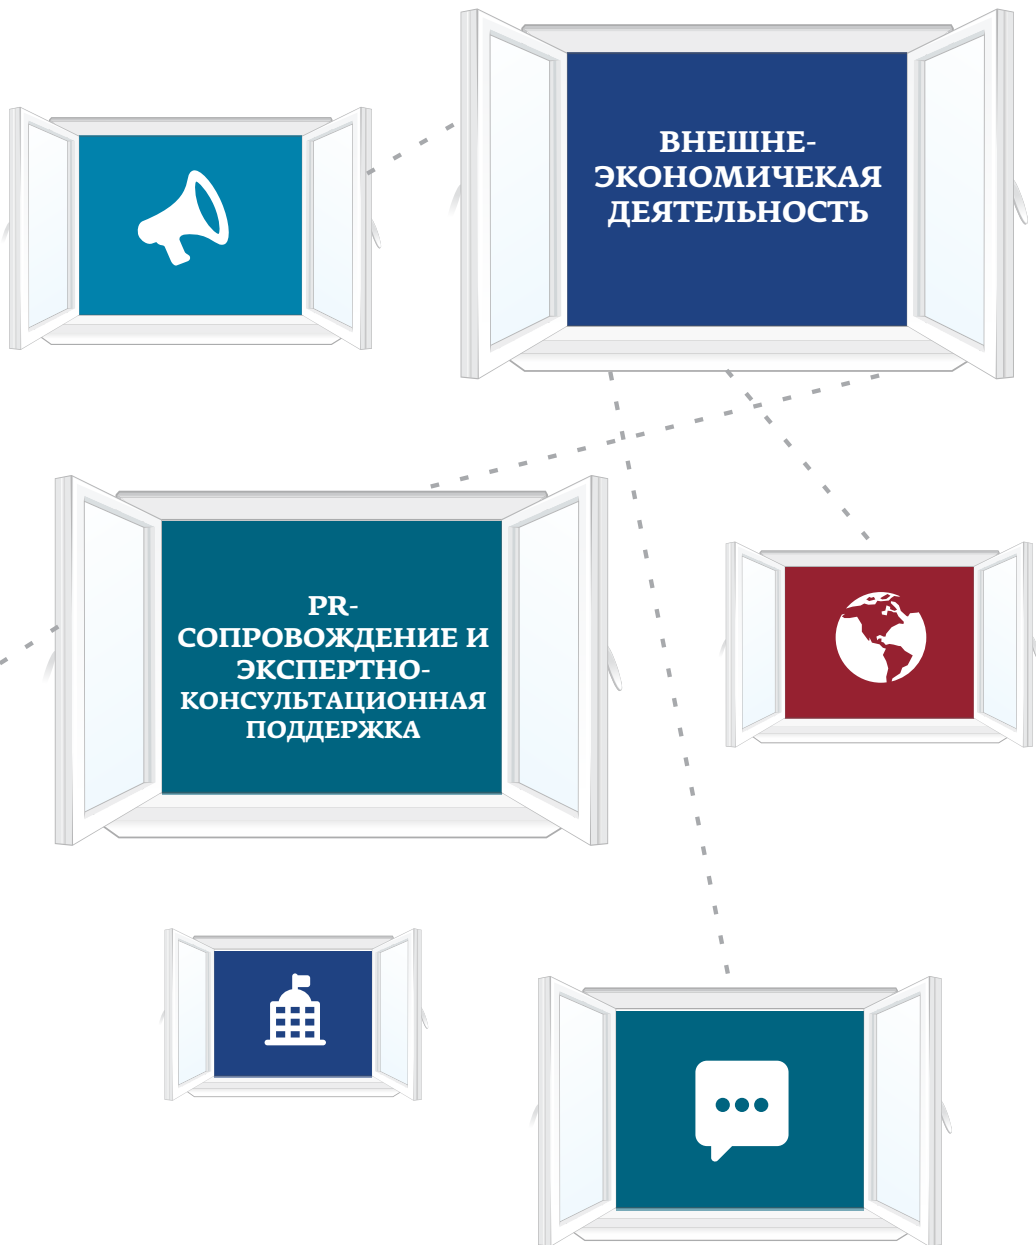 ВНЕШНЕ-
ЭКОНОМИЧЕКАЯ
ДЕЯТЕЛЬНОСТЬ
PR-
СОПРОВОЖДЕНИЕ И
ЭКСПЕРТНО-
КОНСУЛЬТАЦИОННАЯ
ПОДДЕРЖКА